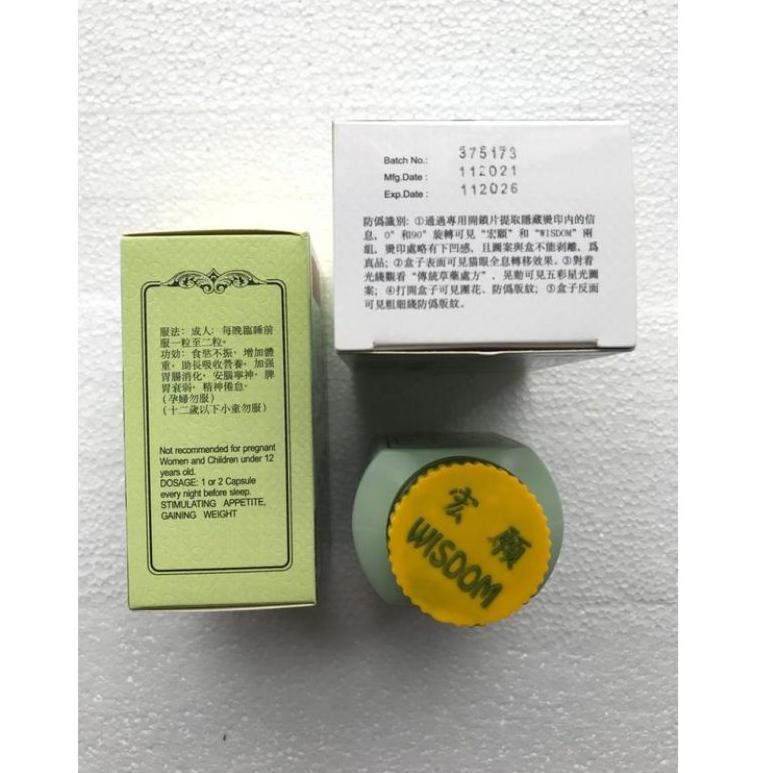 服法: 成人: 每晚臨睡前
服一粒至二粒。
功効: 食慾不振, 增加體
重, 助長吸收營養, 加强
胃腸消化, 安腦寧神, 脾
胃衰弱, 精神倦怠。
(孕婦勿服)
(十二歲以下小童勿服)
Not recommended for pregnant
Women and Children under 12
years old.
DOSAGE: 1 or 2 Capsule
every night before sleep.
STIMULATING APPETITE,
GAINING WEIGHT
Batch No.: 375173
Mfg.Date : 112021
Exp.Date : 112026
防僞識别: ①通過專用開鎖片提取隱藏燙印内的信
息, 0° 和90° 旋轉可見“宏願”和“WISDOM”兩
組, 燙印處略有下凹感, 且圖案與盒不能剥離, 爲
真品; ②盒子表面可見猫眼全息轉移效果。③對着
光綫觀看“傳統草藥處方”, 晃動可見五彩星光圖
案; ④打開盒子可見團花、防僞版紋; ⑤盒子反面
可見粗細綫防僞版紋。
宏願
WISDOM